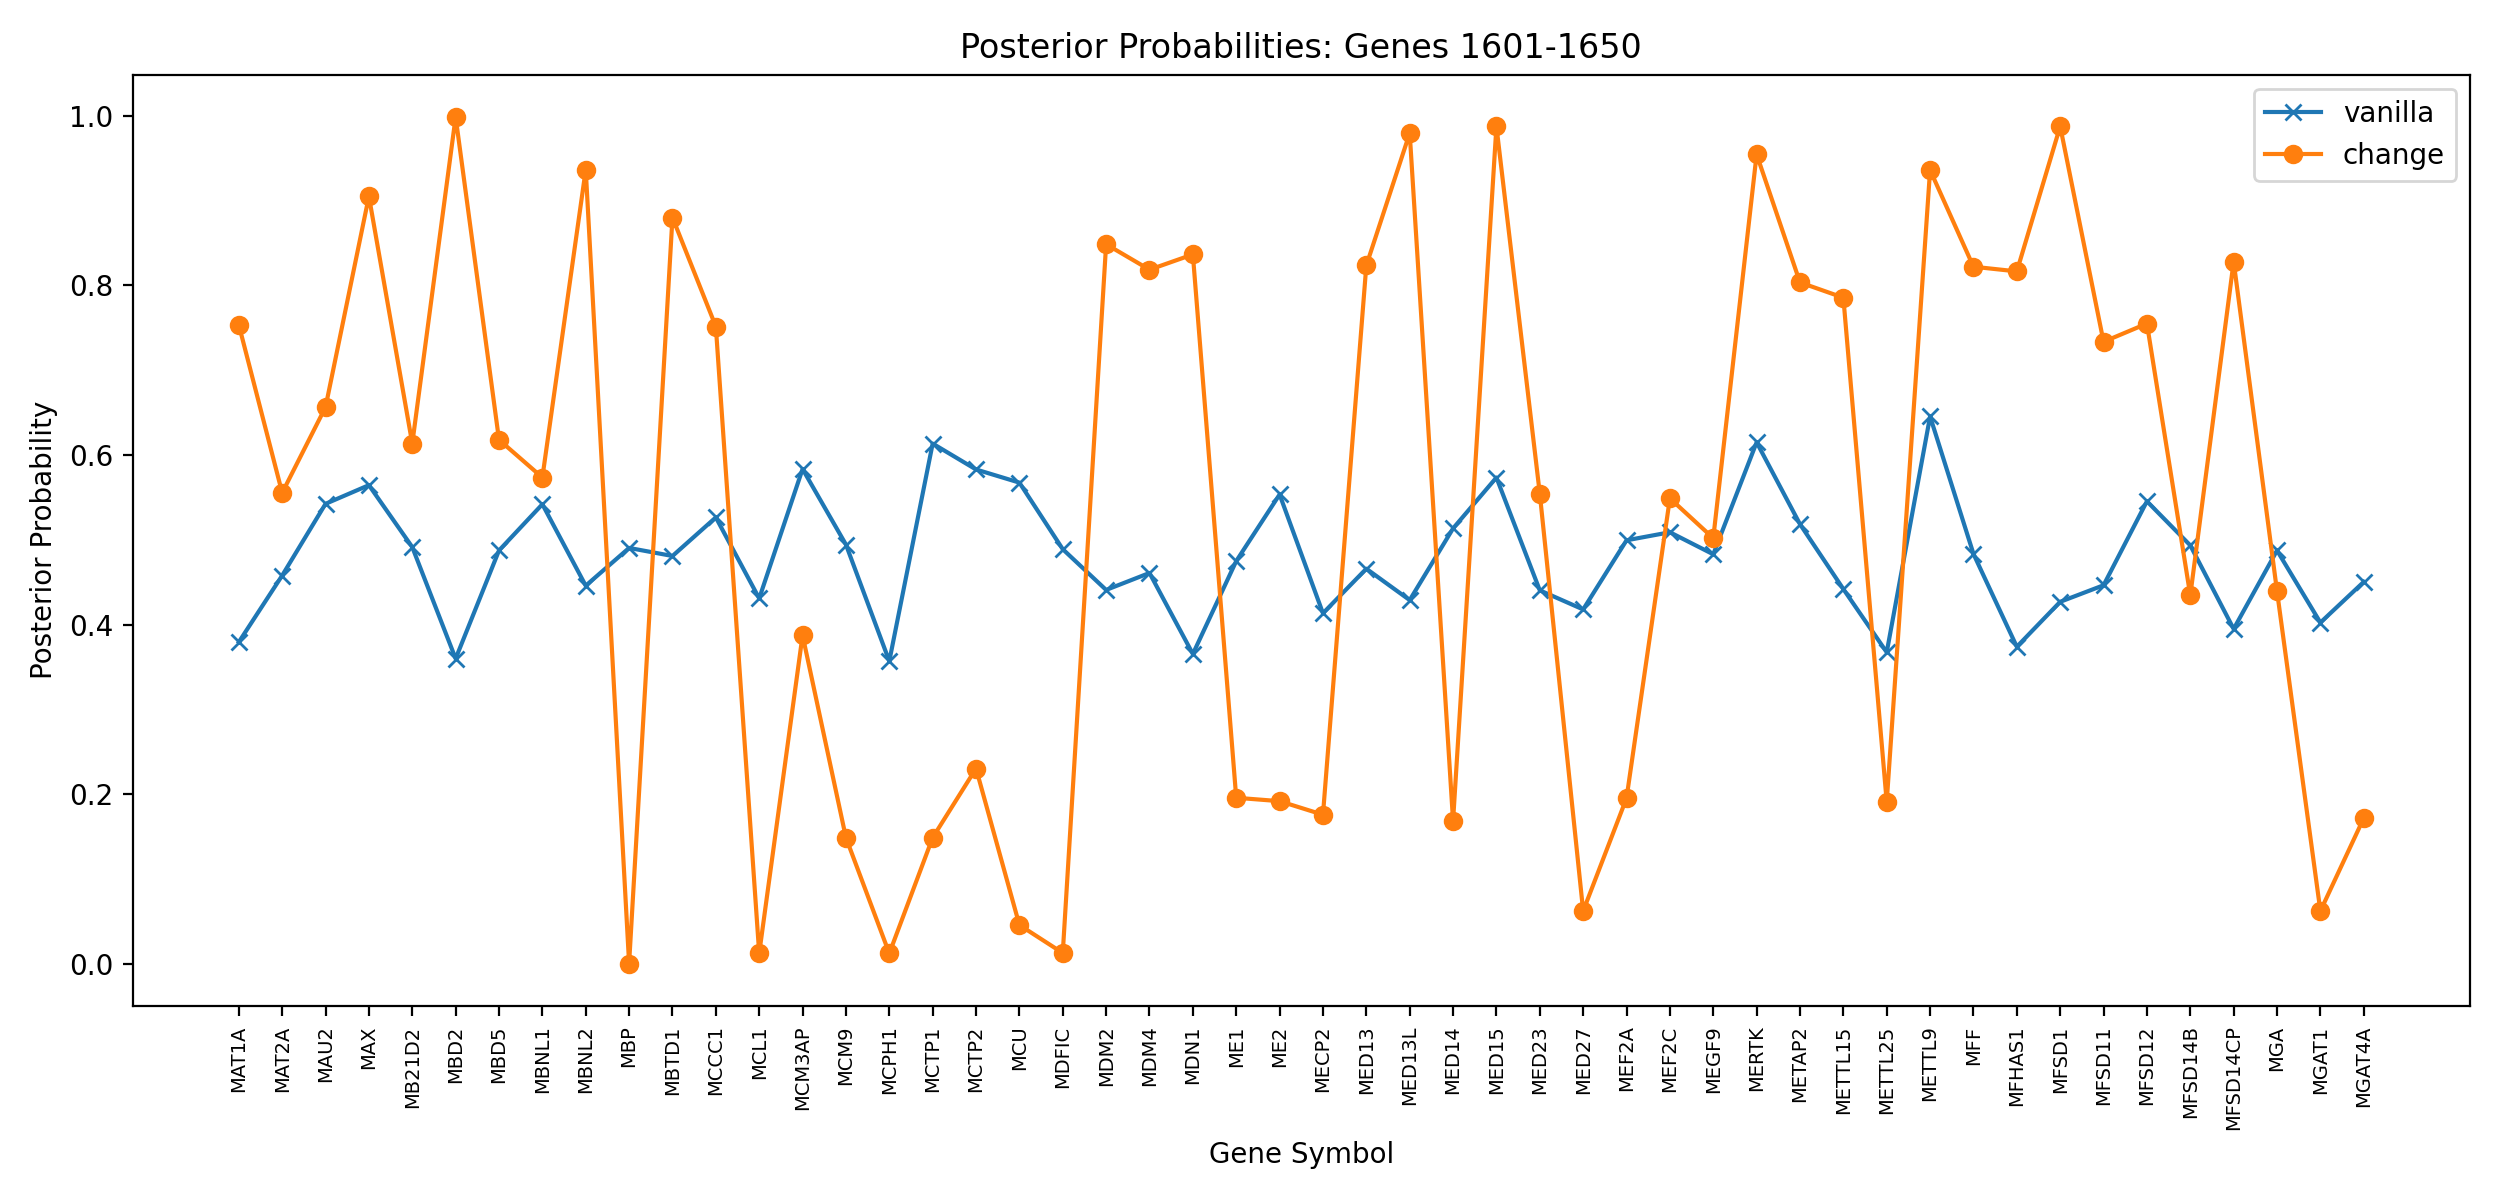 Posterior Probabilities: Genes 1601-1650
vanilla
change
Posterior Probability
1.0
0.8
0.6
0.4
0.2
0.0
MAT1A
MAT2A
MAU2
MAX
MB21D2
MBD2
MBD5
MBNL1
MBNL2
MBP
MBTD1
MCCC1
MCL1
MCM3AP
MCM9
MCPH1
MCTP1
MCTP2
MCU
MDFIC
MDM2
MDM4
MDN1
ME1
ME2
MECP2
MED13
MED13L
MED14
MED15
MED23
MED27
MEF2A
MEF2C
MEGF9
MERTK
METAP2
METTL15
METTL25
METTL9
MFF
MFHAS1
MFSD1
MFSD11
MFSD12
MFSD14B
MFSD14CP
MGA
MGAT1
MGAT4A
Gene Symbol